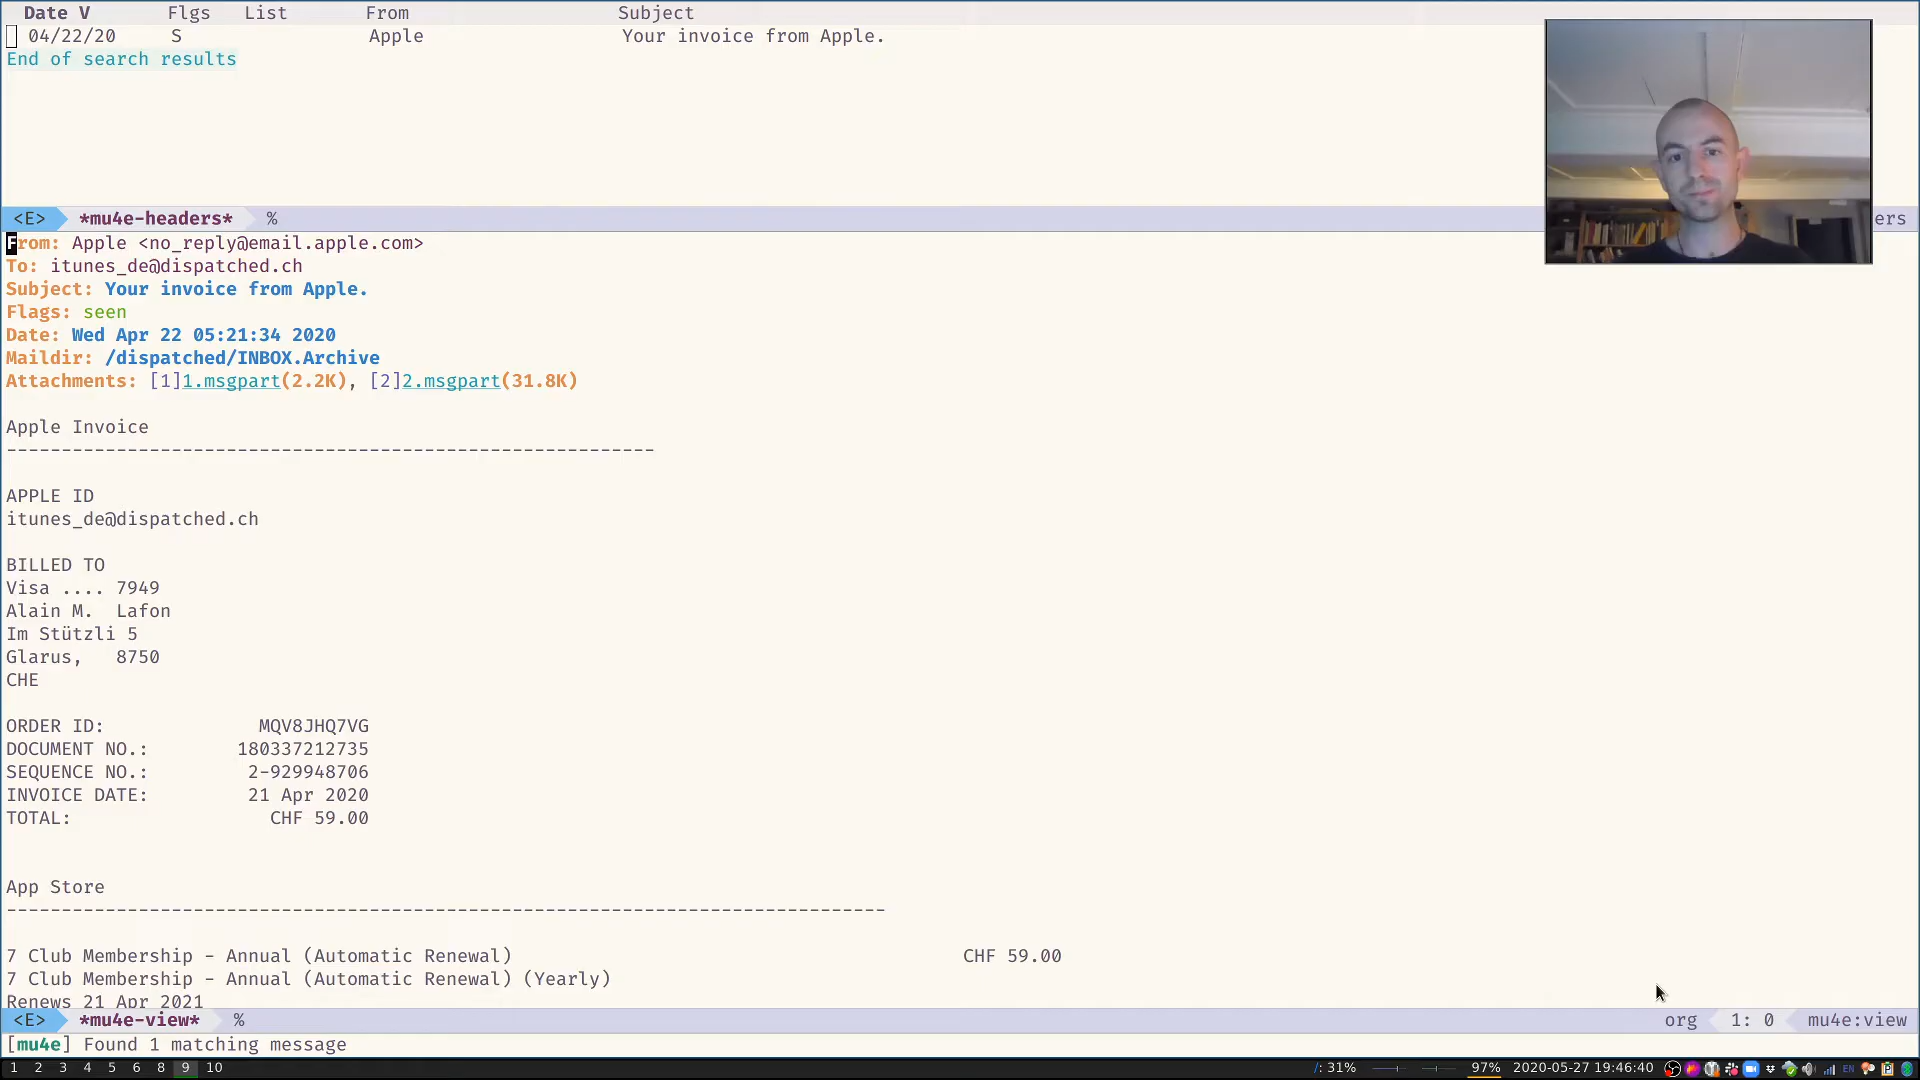 Date V Flgs List From Subject
04/22/20 S Apple Your invoice from Apple.
End of search results
<E> *mu4e-headers* % ers
From: Apple <no_reply@email.apple.com>
To: itunes_de@dispatched.ch
Subject: Your invoice from Apple.
Flags: seen
Date: Wed Apr 22 05:21:34 2020
Maildir: /dispatched/INBOX.Archive
Attachments: [1]1.msgpart(2.2K), [2]2.msgpart(31.8K)
Apple Invoice
-----------------------------------------------------------
APPLE ID
itunes_de@dispatched.ch
BILLED TO
Visa .... 7949
Alain M. Lafon
Im Stützli 5
Glarus, 8750
CHE
ORDER ID: MQV8JHQ7VG
DOCUMENT NO.: 180337212735
SEQUENCE NO.: 2-929948706
INVOICE DATE: 21 Apr 2020
TOTAL: CHF 59.00
App Store
--------------------------------------------------------------------------------
7 Club Membership - Annual (Automatic Renewal) CHF 59.00
7 Club Membership - Annual (Automatic Renewal) (Yearly)
Renews 21 Apr 2021
<E> *mu4e-view* % org 1: 0 mu4e:view
[mu4e] Found 1 matching message
1 2 3 4 5 6 8 9 10 /: 31% 97% 2020-05-27 19:46:40 EN